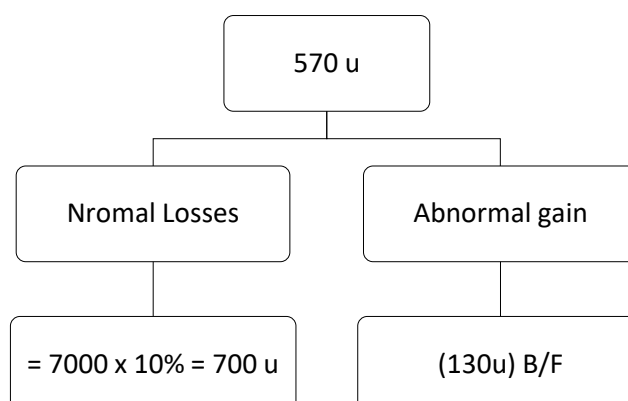 570 u
Nromal Losses
Abnormal gain
= 7000 x 10% = 700 u
(130u) B/F